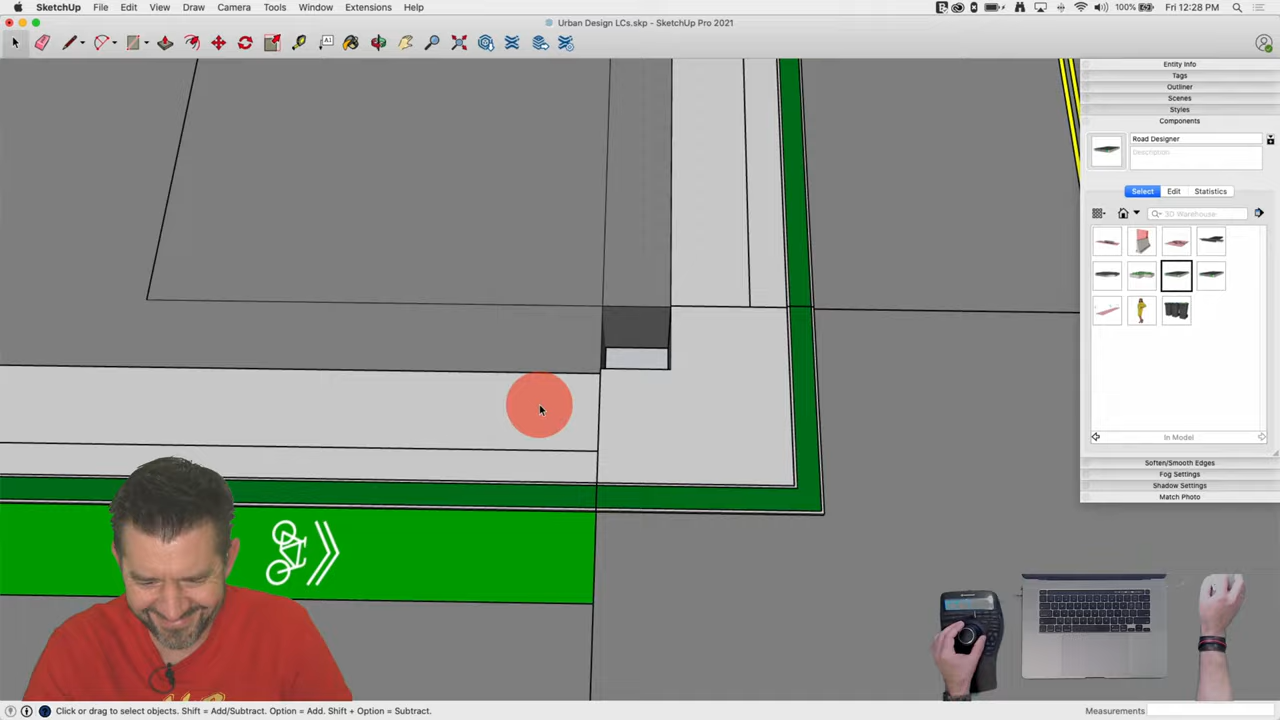 SketchUp File Edit View Draw Camera Tools Window Extensions Help
100% Fri 12:28 PM
Urban Design LCs.skp - SketchUp Pro 2021
Entity Info
Tags
Outliner
Scenes
Styles
Components
Road Designer
Description
Select Edit Statistics
3D Warehouse
In Model
Soften/Smooth Edges
Fog Settings
Shadow Settings
Match Photo
Click or drag to select objects. Shift = Add/Subtract. Option = Add. Shift + Option = Subtract.
Measurements